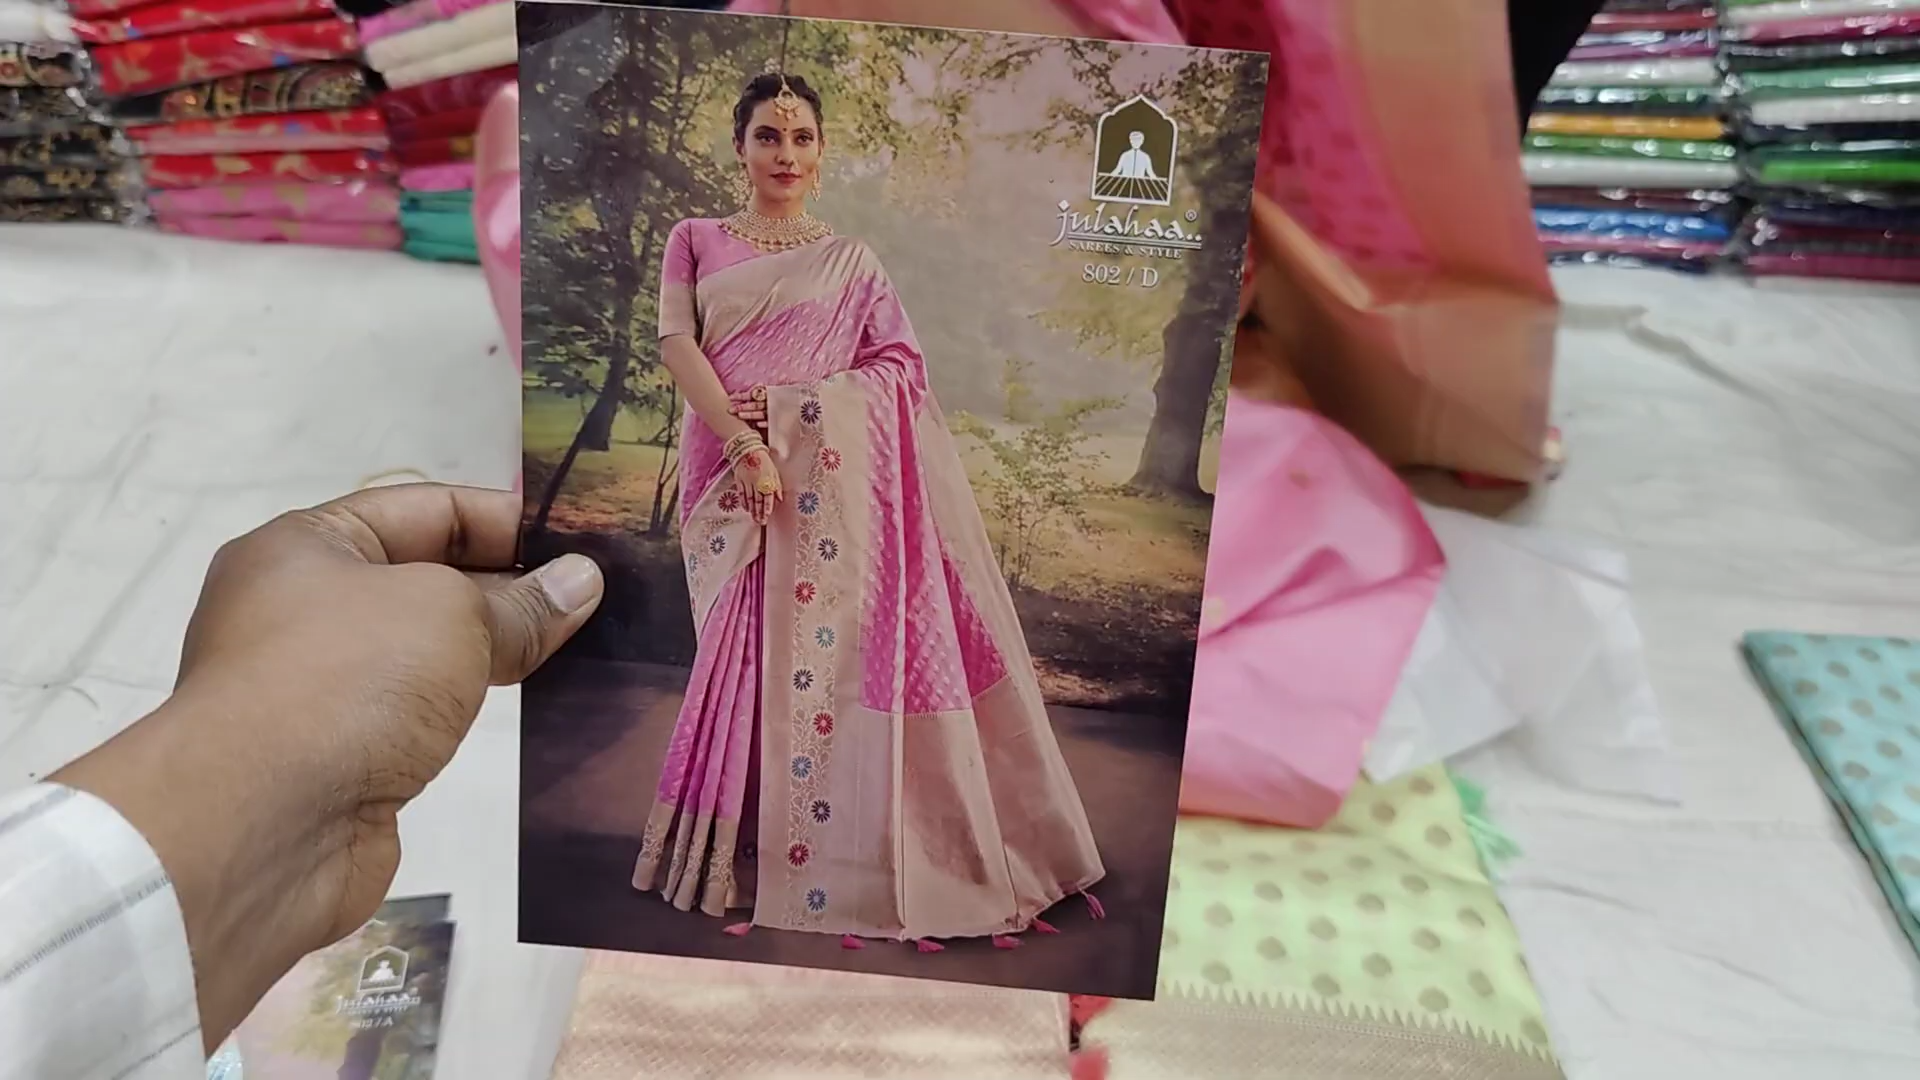 julahaa®..
SAREES & STYLE
802 / D
julahaa
802 / A